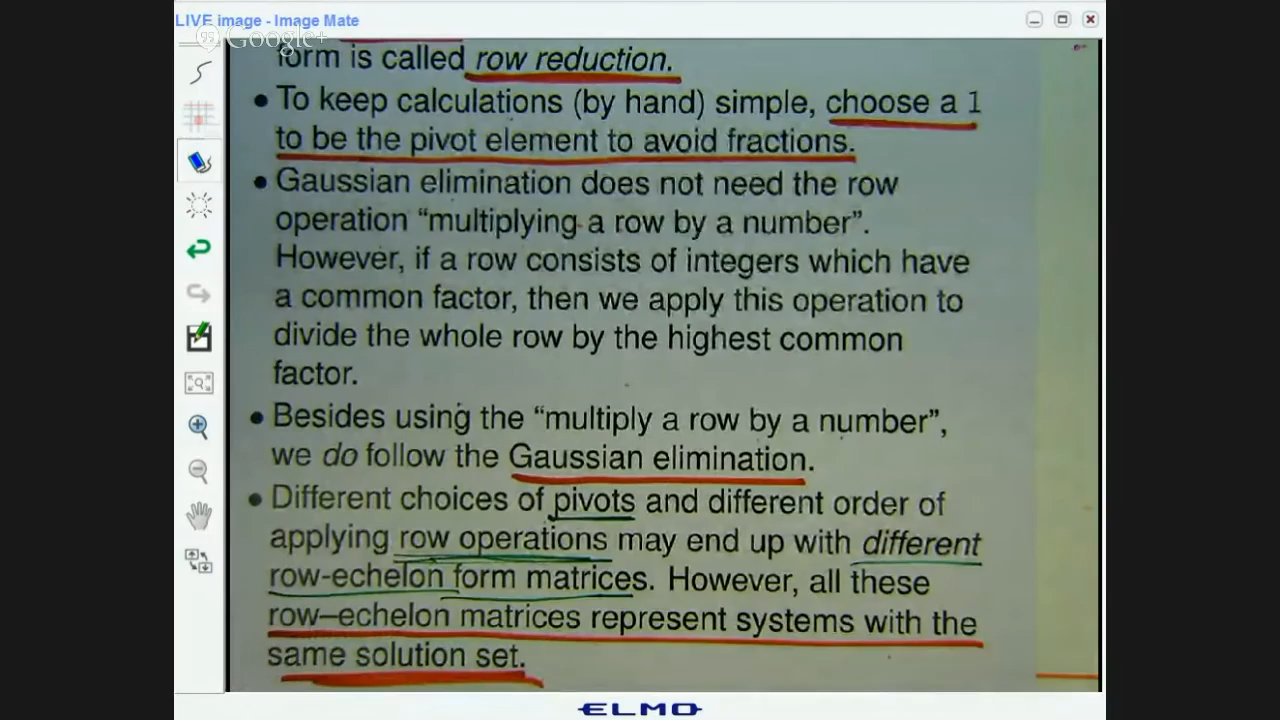 LIVE image - Image Mate
Google+
form is called row reduction.
• To keep calculations (by hand) simple, choose a 1
to be the pivot element to avoid fractions.
• Gaussian elimination does not need the row
operation “multiplying a row by a number”.
However, if a row consists of integers which have
a common factor, then we apply this operation to
divide the whole row by the highest common
factor.
• Besides using the “multiply a row by a number”,
we do follow the Gaussian elimination.
• Different choices of pivots and different order of
applying row operations may end up with different
row-echelon form matrices. However, all these
row–echelon matrices represent systems with the
same solution set.
ELMO